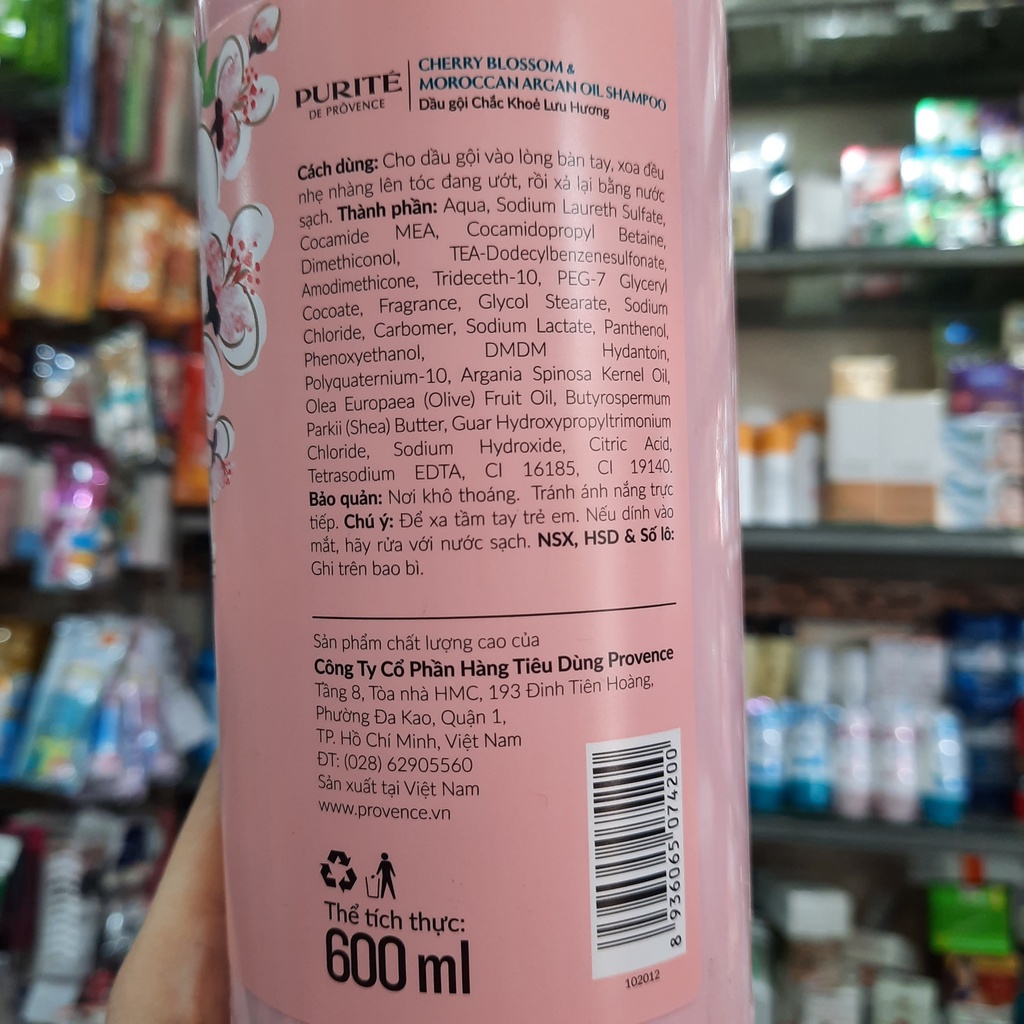 PURITÉ
DE PROVENCE
CHERRY BLOSSOM &
MOROCCAN ARGAN OIL SHAMPOO
Dầu gội Chắc Khoẻ Lưu Hương
Cách dùng: Cho dầu gội vào lòng bàn tay, xoa đều
nhẹ nhàng lên tóc đang ướt, rồi xả lại bằng nước
sạch. Thành phần: Aqua, Sodium Laureth Sulfate,
Cocamide MEA, Cocamidopropyl Betaine,
Dimethiconol, TEA-Dodecylbenzenesulfonate,
Amodimethicone, Trideceth-10, PEG-7 Glyceryl
Cocoate, Fragrance, Glycol Stearate, Sodium
Chloride, Carbomer, Sodium Lactate, Panthenol,
Phenoxyethanol, DMDM Hydantoin,
Polyquaternium-10, Argania Spinosa Kernel Oil,
Olea Europaea (Olive) Fruit Oil, Butyrospermum
Parkii (Shea) Butter, Guar Hydroxypropyltrimonium
Chloride, Sodium Hydroxide, Citric Acid,
Tetrasodium EDTA, CI 16185, CI 19140.
Bảo quản: Nơi khô thoáng. Tránh ánh nắng trực
tiếp. Chú ý: Để xa tầm tay trẻ em. Nếu dính vào
mắt, hãy rửa với nước sạch. NSX, HSD & Số lô:
Ghi trên bao bì.
Sản phẩm chất lượng cao của
Công Ty Cổ Phần Hàng Tiêu Dùng Provence
Tầng 8, Tòa nhà HMC, 193 Đinh Tiên Hoàng,
Phường Đa Kao, Quận 1,
TP. Hồ Chí Minh, Việt Nam
ĐT: (028) 62905560
Sản xuất tại Việt Nam
www.provence.vn
Thể tích thực:
600 ml
8 936065 074200
102012